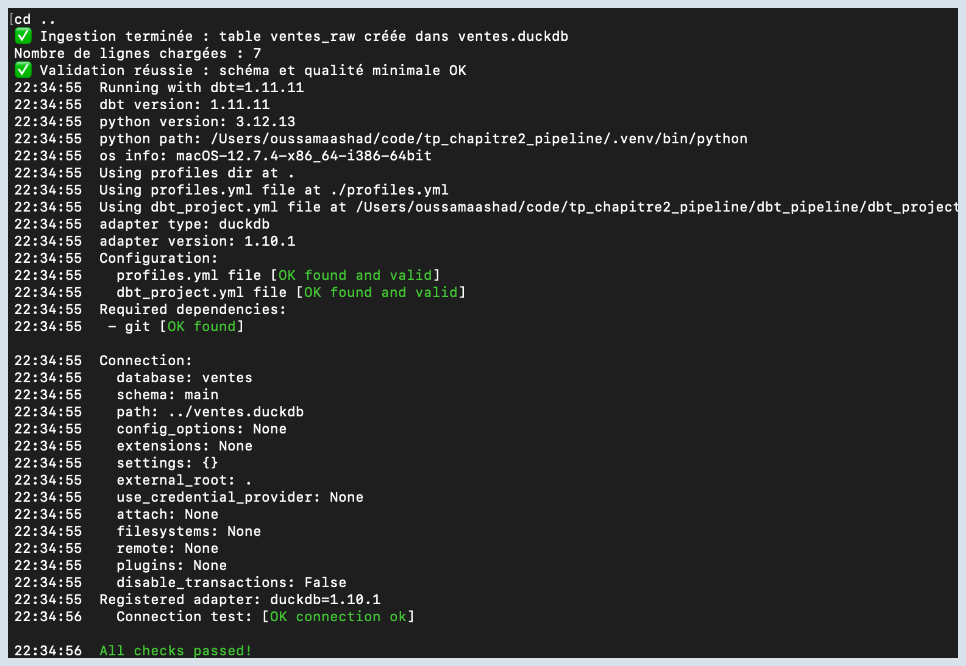 [cd ..
✅ Ingestion terminée : table ventes_raw créée dans ventes.duckdb
Nombre de lignes chargées : 7
✅ Validation réussie : schéma et qualité minimale OK
22:34:55  Running with dbt=1.11.11
22:34:55  dbt version: 1.11.11
22:34:55  python version: 3.12.13
22:34:55  python path: /Users/oussamaashad/code/tp_chapitre2_pipeline/.venv/bin/python
22:34:55  os info: macOS-12.7.4-x86_64-i386-64bit
22:34:55  Using profiles dir at .
22:34:55  Using profiles.yml file at ./profiles.yml
22:34:55  Using dbt_project.yml file at /Users/oussamaashad/code/tp_chapitre2_pipeline/dbt_pipeline/dbt_project
22:34:55  adapter type: duckdb
22:34:55  adapter version: 1.10.1
22:34:55  Configuration:
22:34:55    profiles.yml file [OK found and valid]
22:34:55    dbt_project.yml file [OK found and valid]
22:34:55  Required dependencies:
22:34:55   - git [OK found]
22:34:55  Connection:
22:34:55    database: ventes
22:34:55    schema: main
22:34:55    path: ../ventes.duckdb
22:34:55    config_options: None
22:34:55    extensions: None
22:34:55    settings: {}
22:34:55    external_root: .
22:34:55    use_credential_provider: None
22:34:55    attach: None
22:34:55    filesystems: None
22:34:55    remote: None
22:34:55    plugins: None
22:34:55    disable_transactions: False
22:34:55  Registered adapter: duckdb=1.10.1
22:34:56    Connection test: [OK connection ok]
22:34:56  All checks passed!